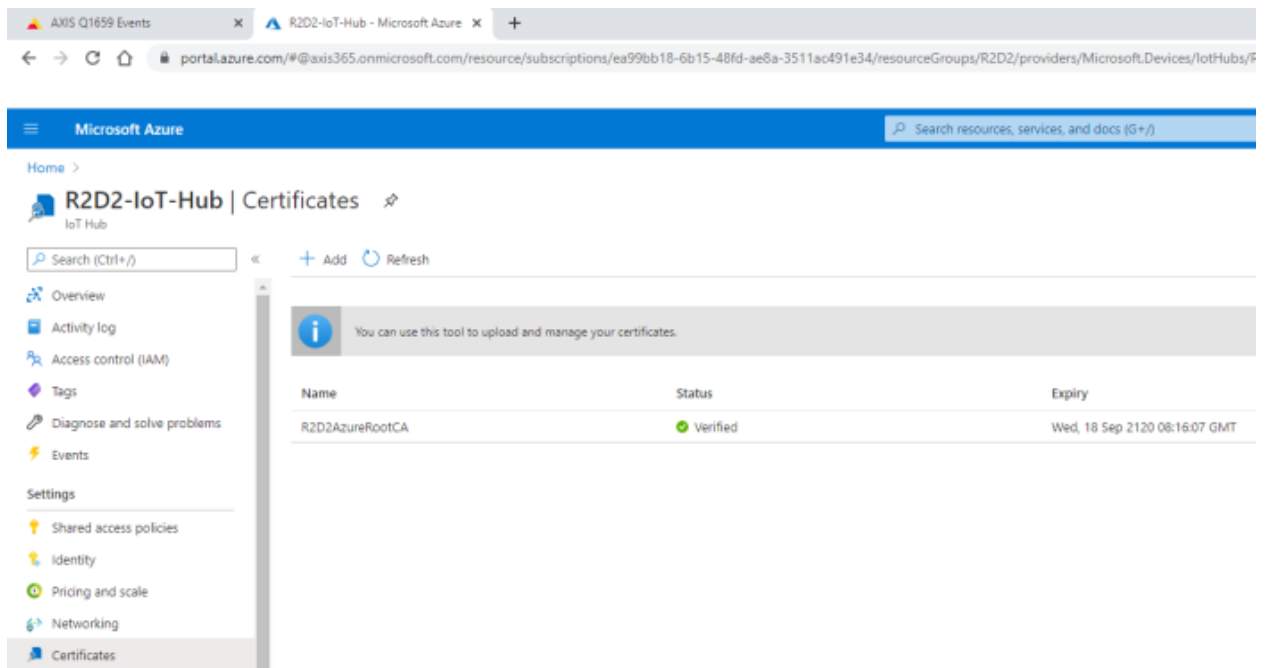 AXIS Q1659 Events
R2D2-IoT-Hub - Microsoft Azure
portal.azure.com/#@axis365.onmicrosoft.com/resource/subscriptions/ea99bb18-6b15-48fd-ae8a-3511ac491e34/resourceGroups/R2D2/providers/Microsoft.Devices/IotHubs/
Microsoft Azure
Search resources, services, and docs (G+/)
Home >
R2D2-IoT-Hub | Certificates
IoT Hub
Search (Ctrl+/)
«
+ Add Refresh
Overview
You can use this tool to upload and manage your certificates.
Activity log
Access control (IAM)
Tags
Name Status Expiry
Diagnose and solve problems
R2D2AzureRootCA Verified Wed, 18 Sep 2120 08:16:07 GMT
Events
Settings
Shared access policies
Identity
Pricing and scale
Networking
Certificates